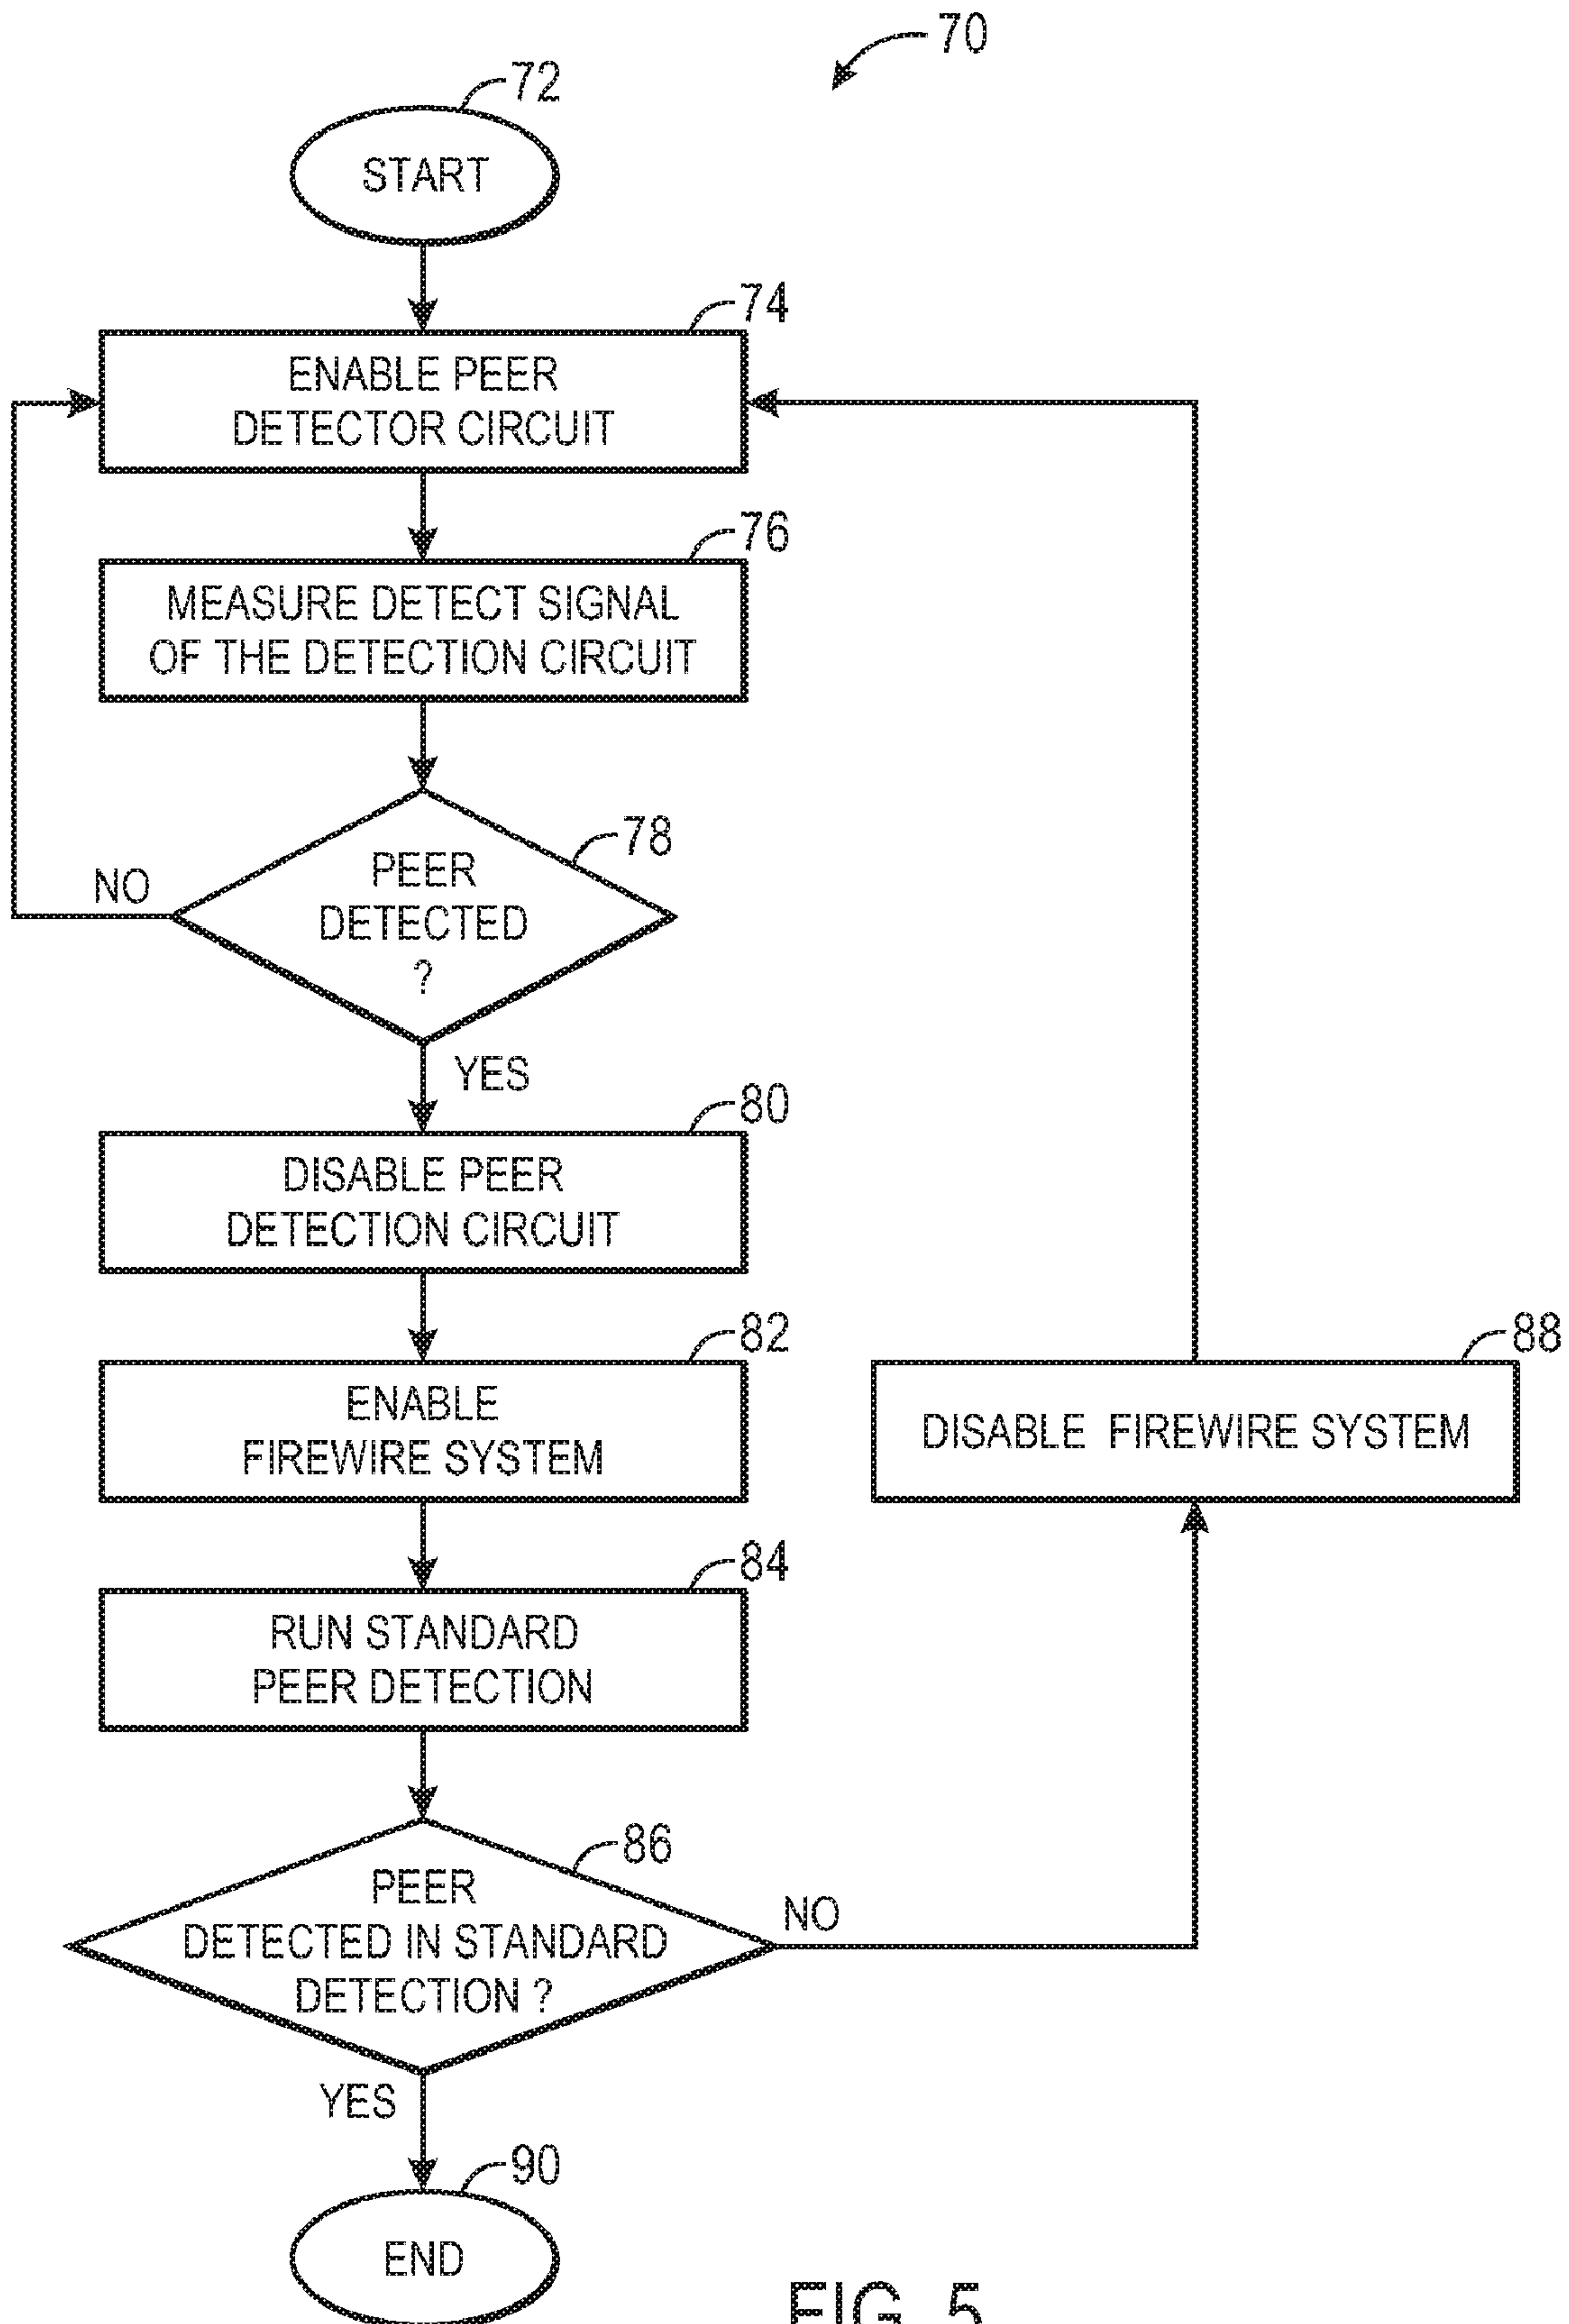 70
72
START
74
ENABLE PEER
DETECTOR CIRCUIT
76
MEASURE DETECT SIGNAL
OF THE DETECTION CIRCUIT
78
PEER
DETECTED
?
NO
YES
80
DISABLE PEER
DETECTION CIRCUIT
82
ENABLE
FIREWIRE SYSTEM
88
DISABLE FIREWIRE SYSTEM
84
RUN STANDARD
PEER DETECTION
86
PEER
DETECTED IN STANDARD
DETECTION ?
NO
YES
90
END
FIG. 5